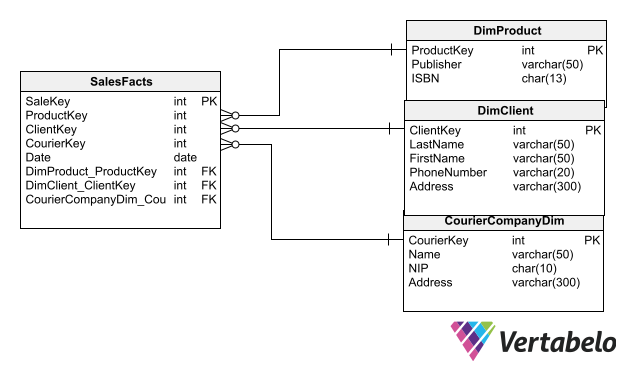 DimProduct
ProductKey int PK
Publisher varchar(50)
ISBN char(13)
SalesFacts
SaleKey int PK
ProductKey int
ClientKey int
CourierKey int
Date date
DimProduct_ProductKey int FK
DimClient_ClientKey int FK
CourierCompanyDim_Cou int FK
DimClient
ClientKey int PK
LastName varchar(50)
FirstName varchar(50)
PhoneNumber varchar(20)
Address varchar(300)
CourierCompanyDim
CourierKey int PK
Name varchar(50)
NIP char(10)
Address varchar(300)
Vertabelo